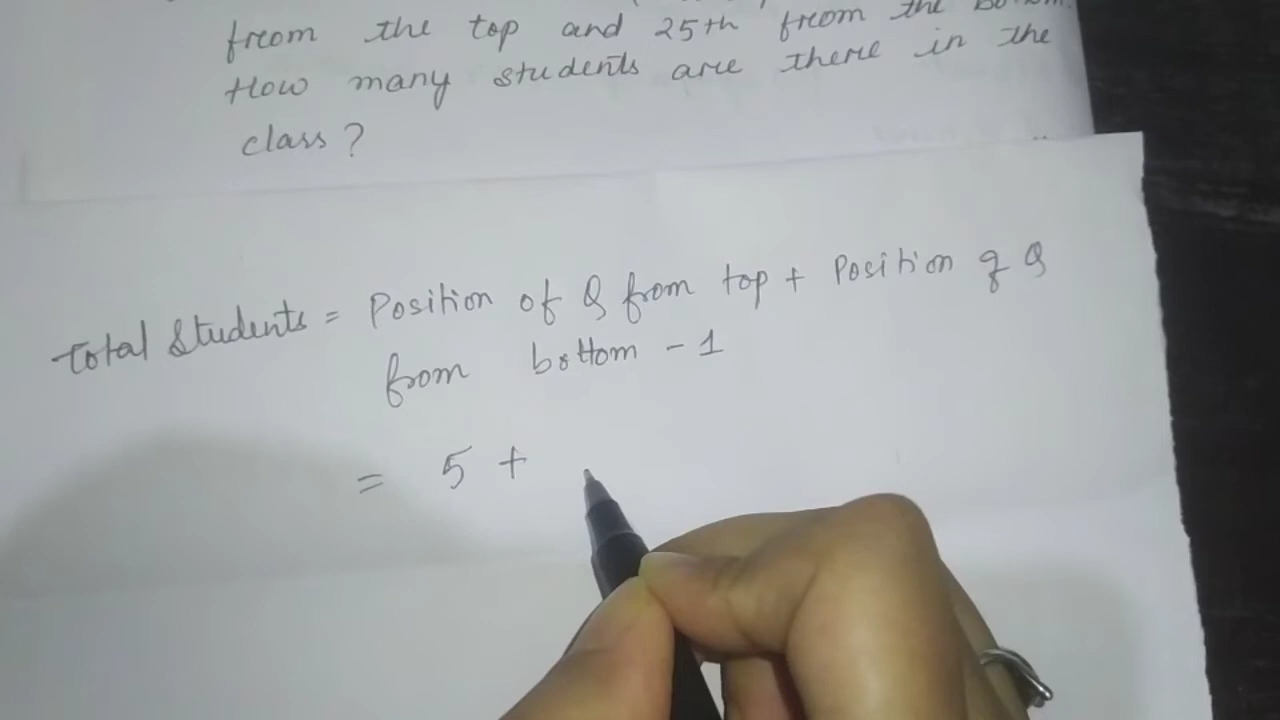 from the top and 25th from the bottom.
How many students are there in the
class?
Total Students = Position of Q from top + Position of Q
from bottom - 1
= 5 +